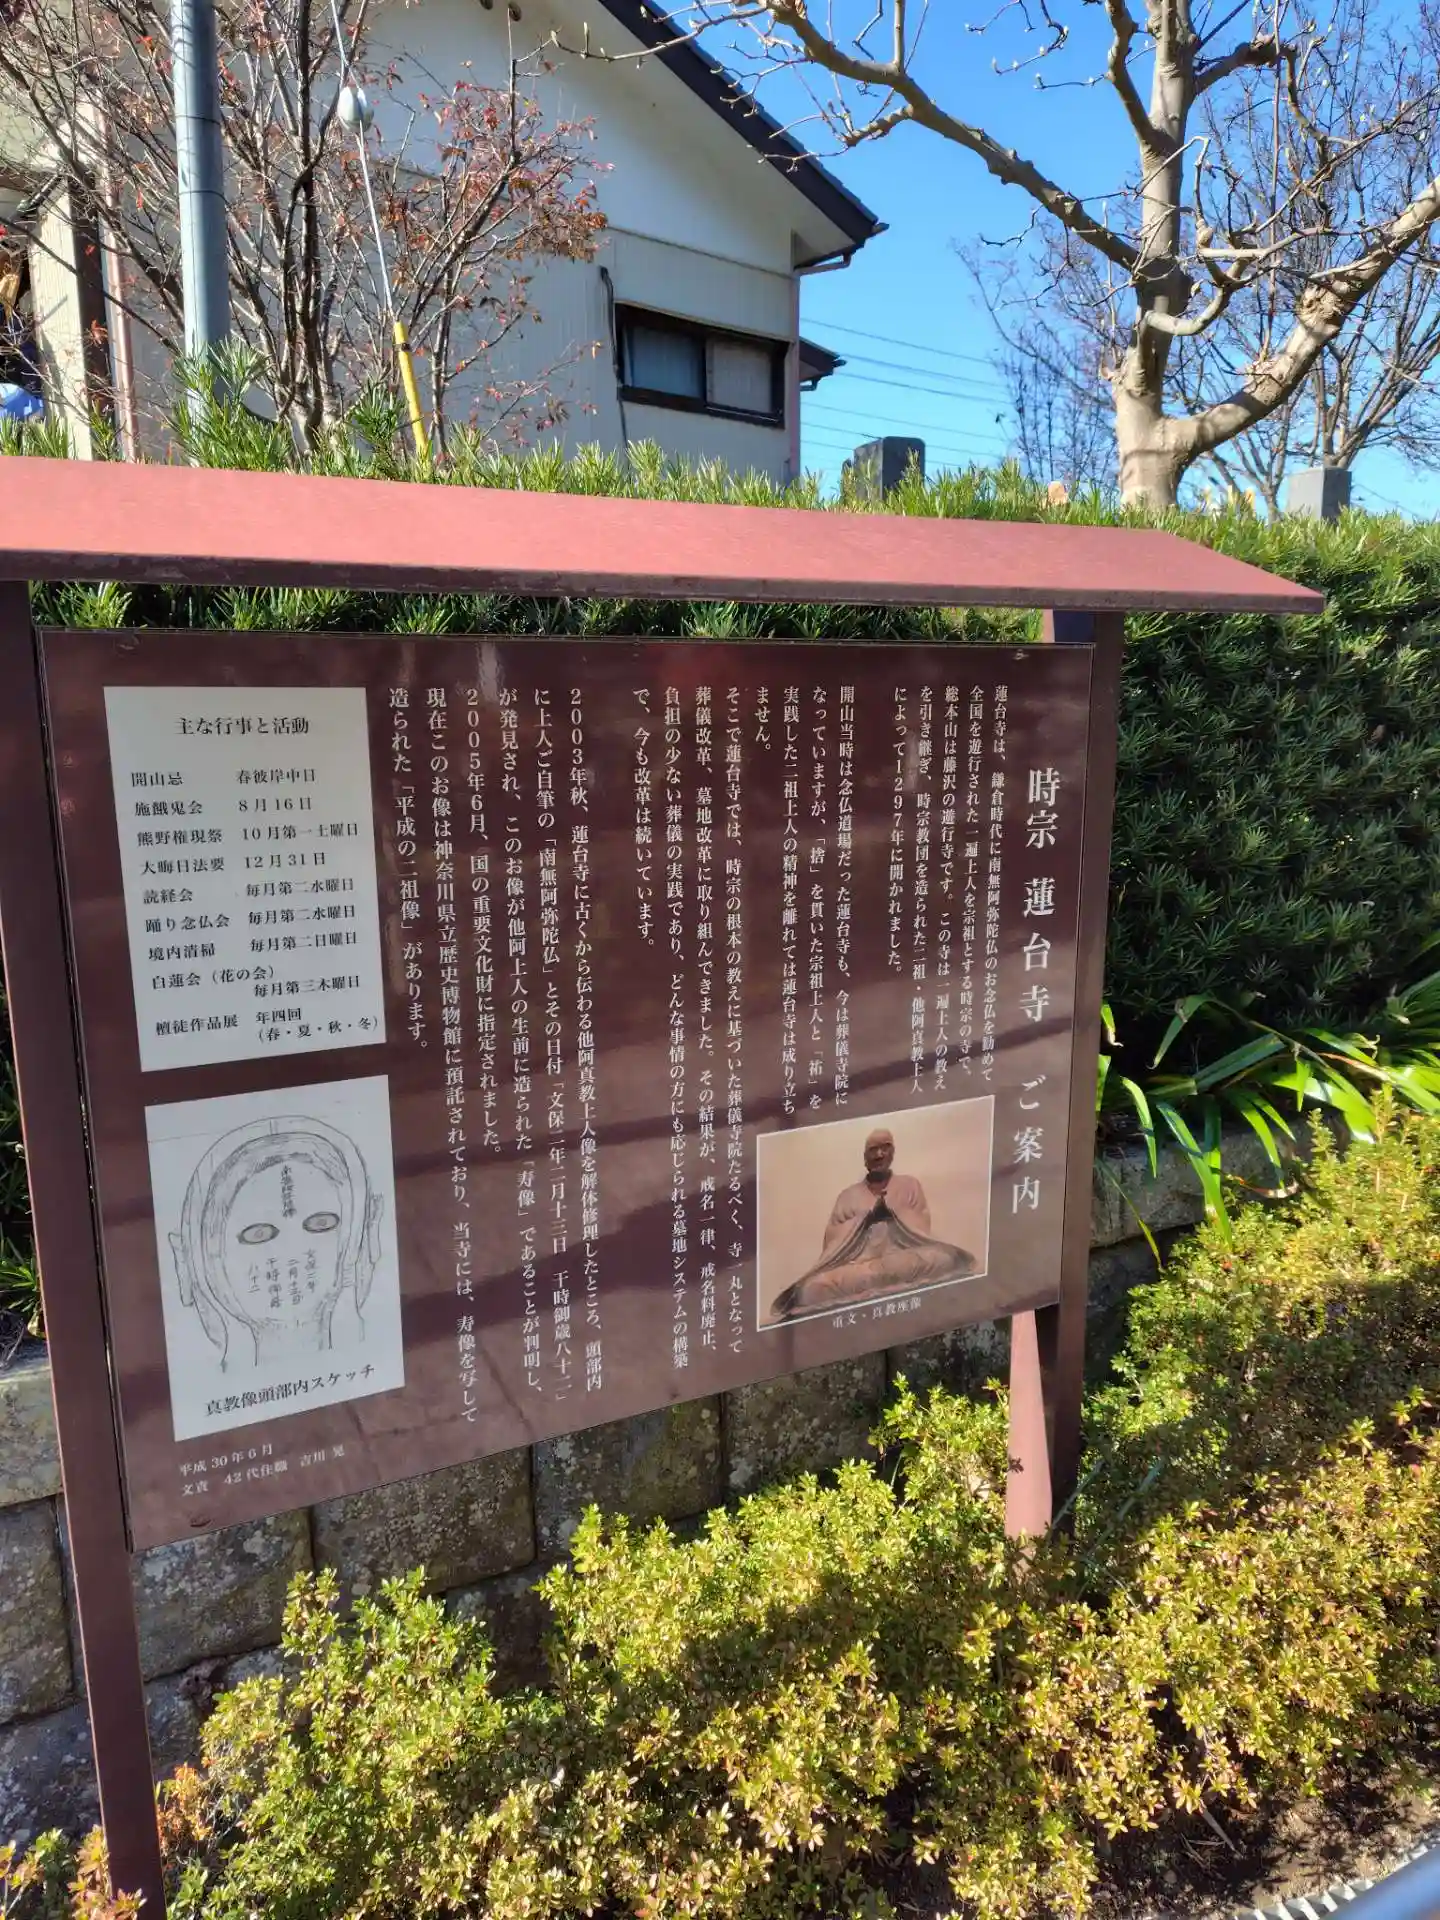 時宗 蓮台寺 ご案内
蓮台寺は、鎌倉時代に南無阿弥陀仏のお念仏を勧めて
全国を遊行された一遍上人を宗祖とする時宗の寺で、
総本山は藤沢の遊行寺です。この寺は一遍上人の教え
を引き継ぎ、時宗教団を造られた二祖・他阿真教上人
によって1297年に開かれました。
開山当時は念仏道場だった蓮台寺も、今は葬儀寺院に
なっていますが、「捨」を貫いた宗祖上人と「祐」を
実践した二祖上人の精神を離れては蓮台寺は成り立ち
ません。
そこで蓮台寺では、時宗の根本の教えに基づいた葬儀寺院たるべく、寺一丸となって
葬儀改革、墓地改革に取り組んできました。その結果が、戒名一律、戒名料廃止、
負担の少ない葬儀の実践であり、どんな事情の方にも応じられる墓地システムの構築
で、今も改革は続いています。
2003年秋、蓮台寺に古くから伝わる他阿真教上人像を解体修理したところ、頭部内
に上人ご自筆の「南無阿弥陀仏」とその日付「文保二年二月十三日 干時御歳八十二」
が発見され、このお像が他阿上人の生前に造られた「寿像」であることが判明し、
2005年6月、国の重要文化財に指定されました。
現在このお像は神奈川県立歴史博物館に預託されており、当寺には、寿像を写して
造られた「平成の二祖像」があります。
重文・真教座像
主な行事と活動
開山忌 春彼岸中日
施餓鬼会 8月16日
熊野権現祭 10月第一土曜日
大晦日法要 12月31日
読経会 毎月第二水曜日
踊り念仏会 毎月第二水曜日
境内清掃 毎月第二日曜日
白蓮会（花の会）
毎月第三木曜日
檀徒作品展 年四回
（春・夏・秋・冬）
南無阿弥陀佛
文保二年
二月十三日
干時御歳
八十二
真教像頭部内スケッチ
平成30年6月
文責 42代住職 吉川 晃